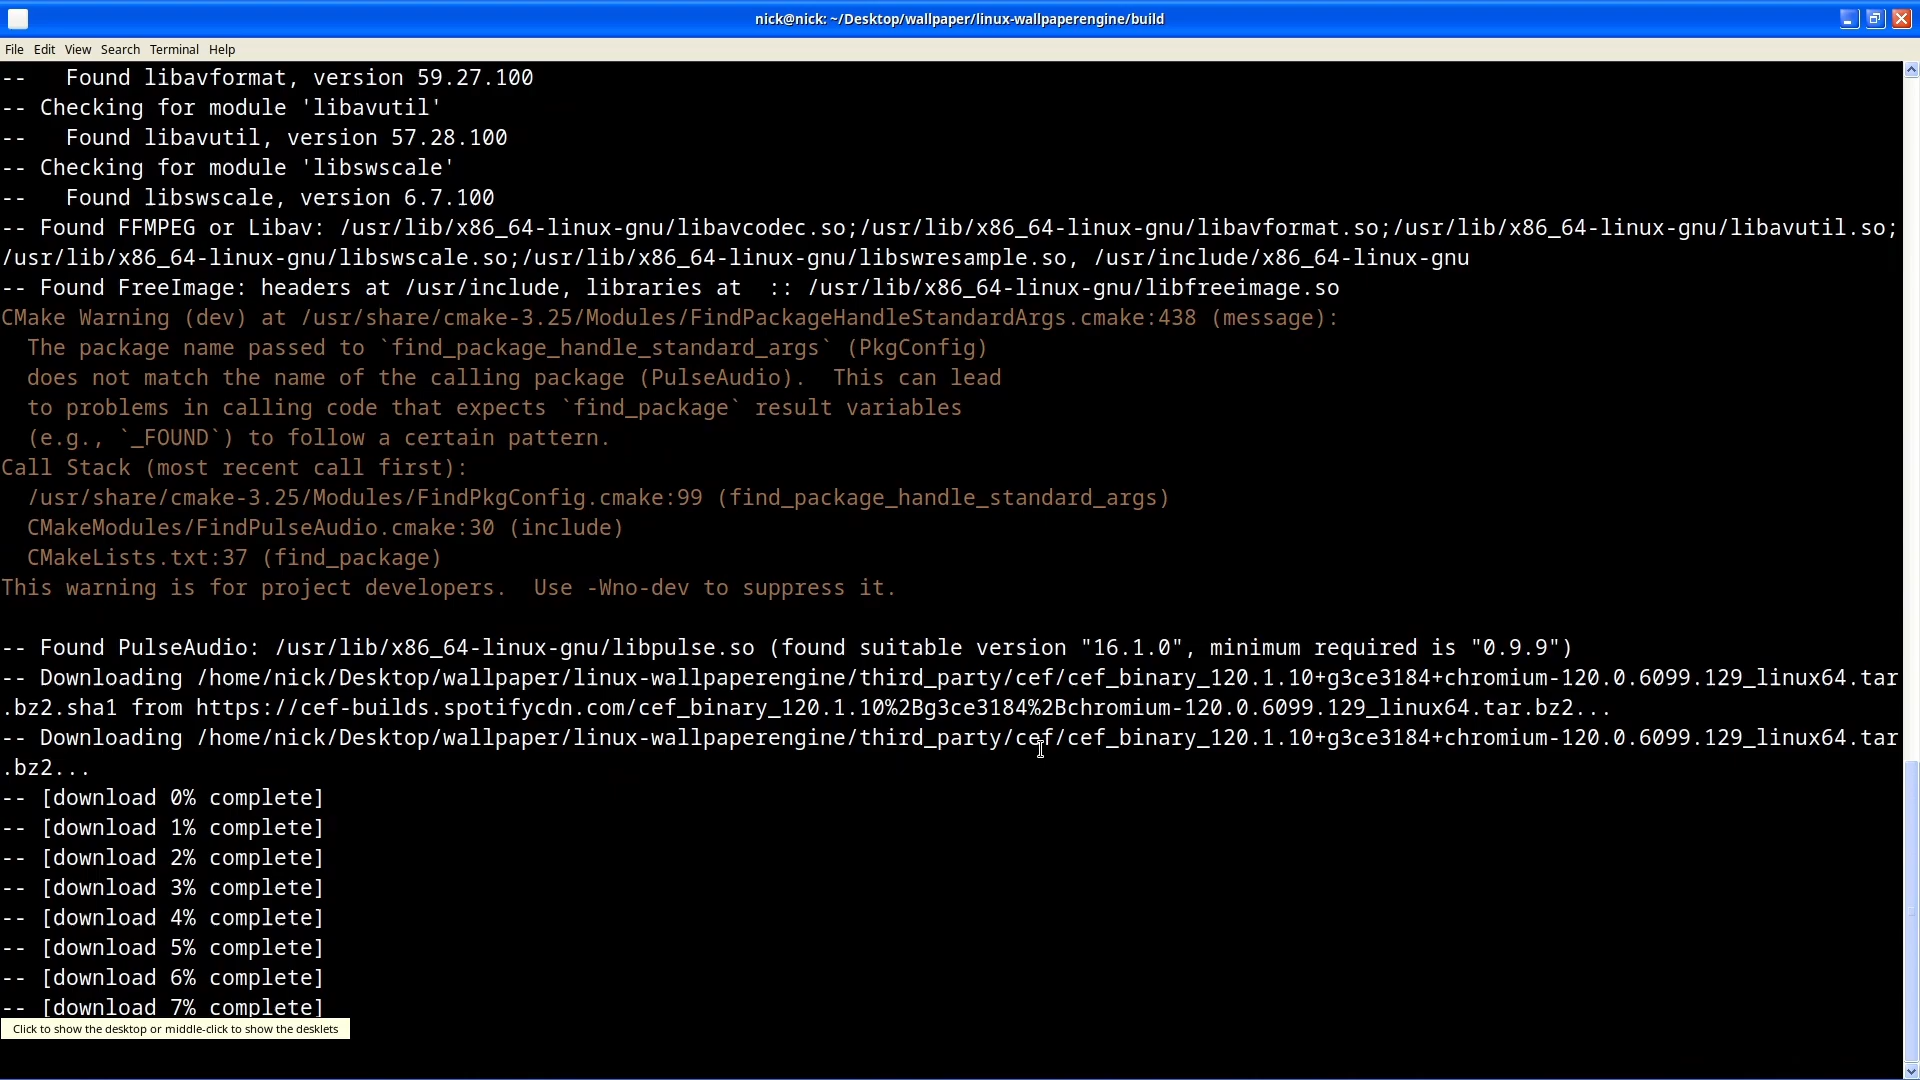 nick@nick: ~/Desktop/wallpaper/linux-wallpaperengine/build
File Edit View Search Terminal Help
--   Found libavformat, version 59.27.100
-- Checking for module 'libavutil'
--   Found libavutil, version 57.28.100
-- Checking for module 'libswscale'
--   Found libswscale, version 6.7.100
-- Found FFMPEG or Libav: /usr/lib/x86_64-linux-gnu/libavcodec.so;/usr/lib/x86_64-linux-gnu/libavformat.so;/usr/lib/x86_64-linux-gnu/libavutil.so;
/usr/lib/x86_64-linux-gnu/libswscale.so;/usr/lib/x86_64-linux-gnu/libswresample.so, /usr/include/x86_64-linux-gnu
-- Found FreeImage: headers at /usr/include, libraries at  :: /usr/lib/x86_64-linux-gnu/libfreeimage.so
CMake Warning (dev) at /usr/share/cmake-3.25/Modules/FindPackageHandleStandardArgs.cmake:438 (message):
  The package name passed to `find_package_handle_standard_args` (PkgConfig)
  does not match the name of the calling package (PulseAudio).  This can lead
  to problems in calling code that expects `find_package` result variables
  (e.g., `_FOUND`) to follow a certain pattern.
Call Stack (most recent call first):
  /usr/share/cmake-3.25/Modules/FindPkgConfig.cmake:99 (find_package_handle_standard_args)
  CMakeModules/FindPulseAudio.cmake:30 (include)
  CMakeLists.txt:37 (find_package)
This warning is for project developers.  Use -Wno-dev to suppress it.
-- Found PulseAudio: /usr/lib/x86_64-linux-gnu/libpulse.so (found suitable version "16.1.0", minimum required is "0.9.9")
-- Downloading /home/nick/Desktop/wallpaper/linux-wallpaperengine/third_party/cef/cef_binary_120.1.10+g3ce3184+chromium-120.0.6099.129_linux64.tar
.bz2.sha1 from https://cef-builds.spotifycdn.com/cef_binary_120.1.10%2Bg3ce3184%2Bchromium-120.0.6099.129_linux64.tar.bz2...
-- Downloading /home/nick/Desktop/wallpaper/linux-wallpaperengine/third_party/cef/cef_binary_120.1.10+g3ce3184+chromium-120.0.6099.129_linux64.tar
.bz2...
-- [download 0% complete]
-- [download 1% complete]
-- [download 2% complete]
-- [download 3% complete]
-- [download 4% complete]
-- [download 5% complete]
-- [download 6% complete]
-- [download 7% complete]
Click to show the desktop or middle-click to show the desklets